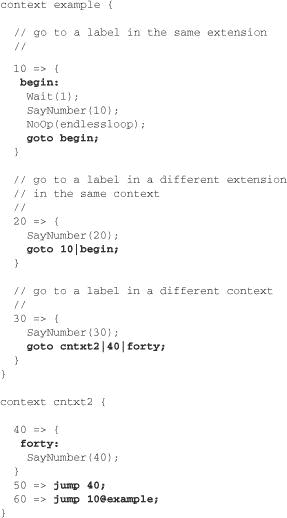 context example {
// go to a label in the same extension
//
10 => {
begin:
Wait(1);
SayNumber(10);
NoOp(endlessloop);
goto begin;
}
// go to a label in a different extension
// in the same context
//
20 => {
SayNumber(20);
goto 10|begin;
}
// go to a label in a different context
//
30 => {
SayNumber(30);
goto cntxt2|40|forty;
}
}
context cntxt2 {
40 => {
forty:
SayNumber(40);
}
50 => jump 40;
60 => jump 10@example;